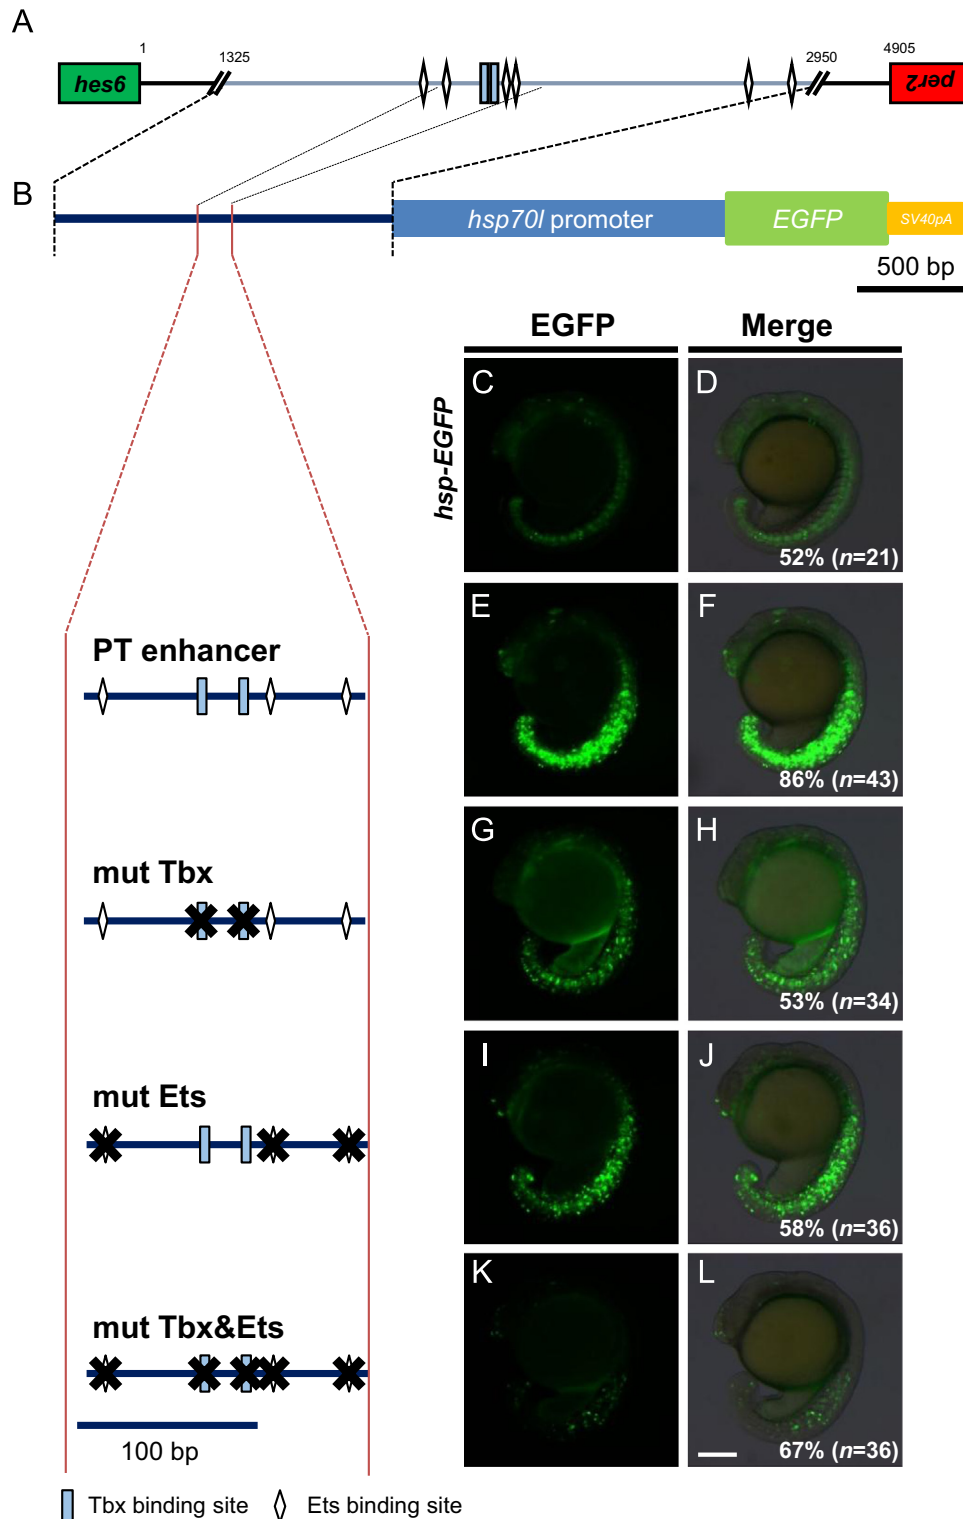 A
1
1325
2950
4905
hes6
per2
B
hsp70l promoter
EGFP
SV40pA
500 bp
EGFP
Merge
hsp-EGFP
C
D
52% (n=21)
PT enhancer
E
F
86% (n=43)
mut Tbx
G
H
53% (n=34)
mut Ets
I
J
58% (n=36)
mut Tbx&Ets
K
L
67% (n=36)
100 bp
Tbx binding site
Ets binding site